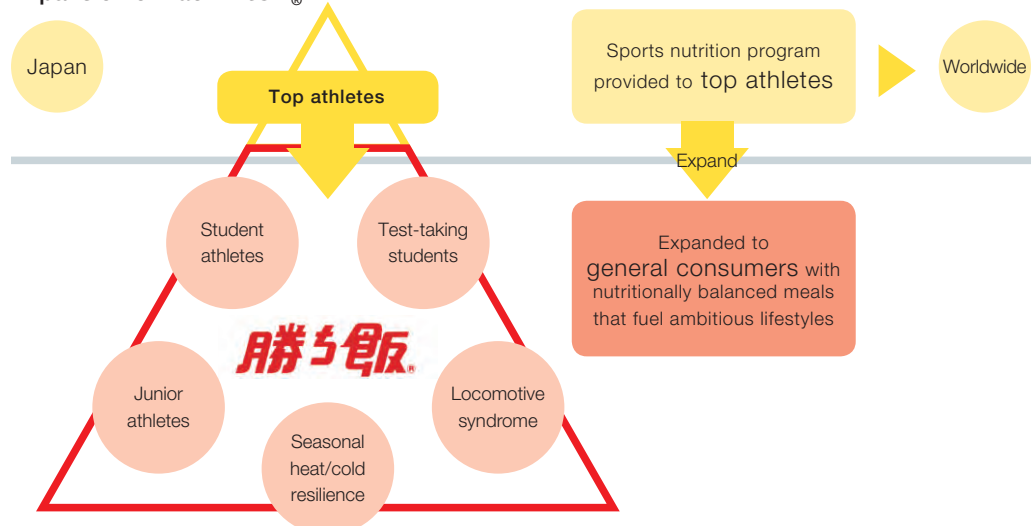 ®
Japan
Top athletes
Sports nutrition program
provided to top athletes
Worldwide
Expand
Student
athletes
Test-taking
students
Expanded to
general consumers with
nutritionally balanced meals
that fuel ambitious lifestyles
勝ち飯®
Junior
athletes
Locomotive
syndrome
Seasonal
heat/cold
resilience